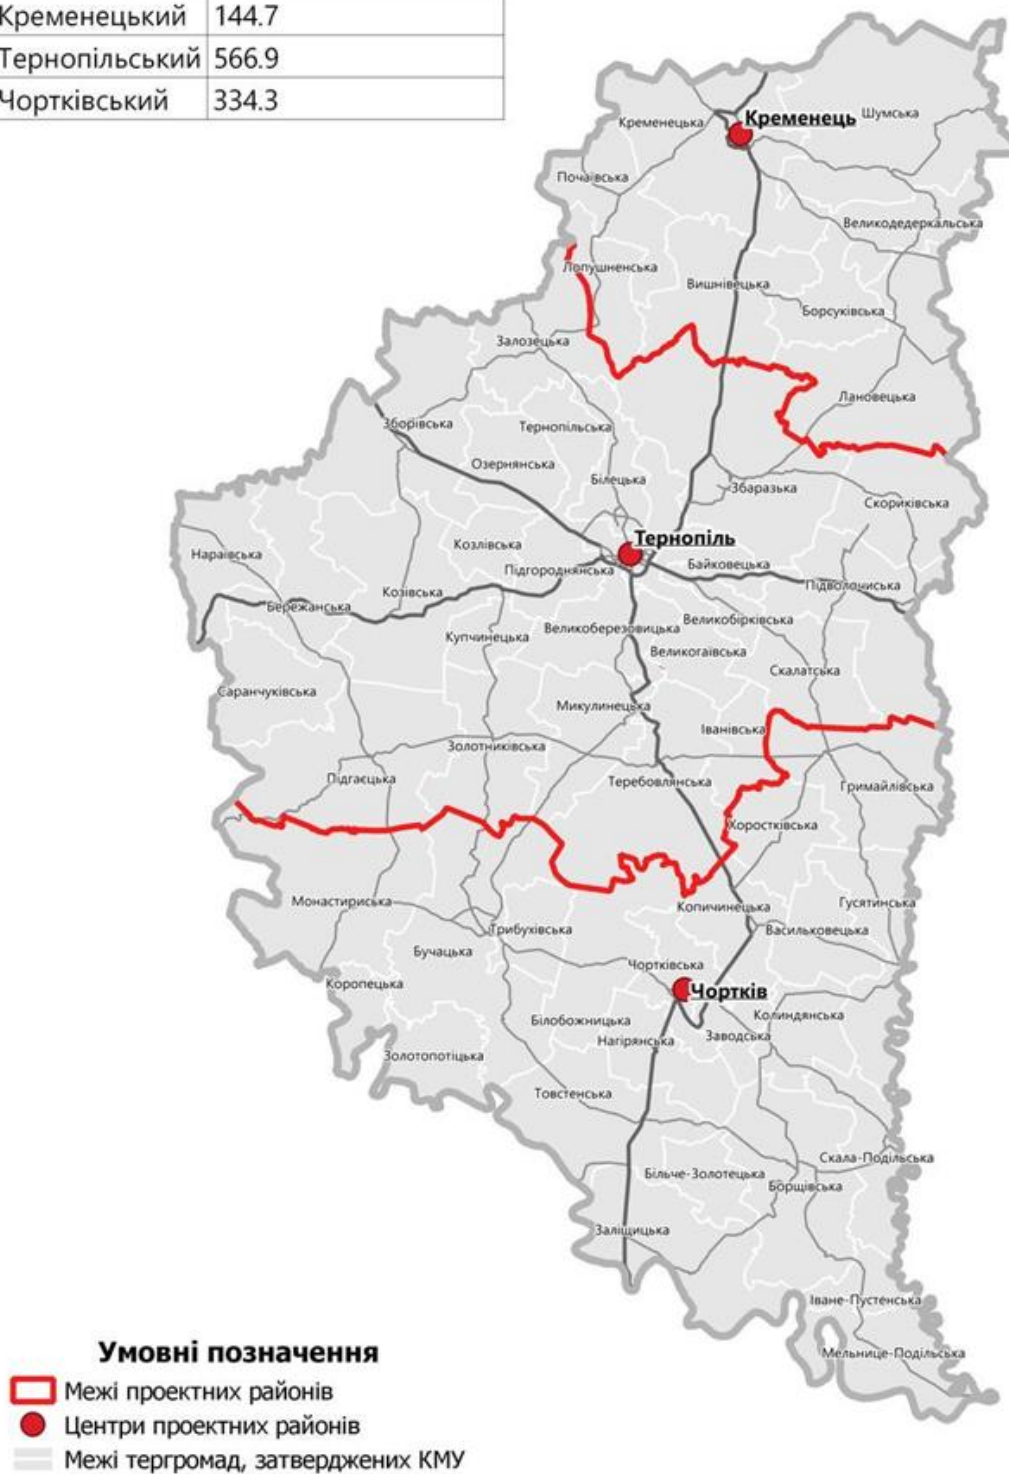 Кременецький 144.7
Тернопільський 566.9
Чортківський 334.3
Кременець
Шумська
Кременецька
Почаївська
Великодедеркальська
Лопушненська
Вишнівецька
Борсуківська
Залозецька
Лановецька
Зборівська
Тернопільська
Озернянська
Білецька
Збаразька
Скориківська
Тернопіль
Козлівська
Нараївська
Байковецька
Підгороднянська
Підволочиська
Козівська
Бережанська
Великобірківська
Великоберезовицька
Купчинецька
Великогаївська
Скалатська
Саранчуківська
Микулинецька
Іванівська
Золотниківська
Підгаєцька
Теребовлянська
Гримайлівська
Хоростківська
Монастириська
Гусятинська
Копичинецька
Трибухівська
Васильковецька
Бучацька
Чортківська
Коропецька
Чортків
Колиндянська
Білобожницька
Заводська
Нагірянська
Золотопотіцька
Товстенська
Скала-Подільська
Більче-Золотецька
Борщівська
Заліщицька
Іване-Пустенська
Мельнице-Подільська
Умовні позначення
Межі проектних районів
Центри проектних районів
Межі тергромад, затверджених КМУ